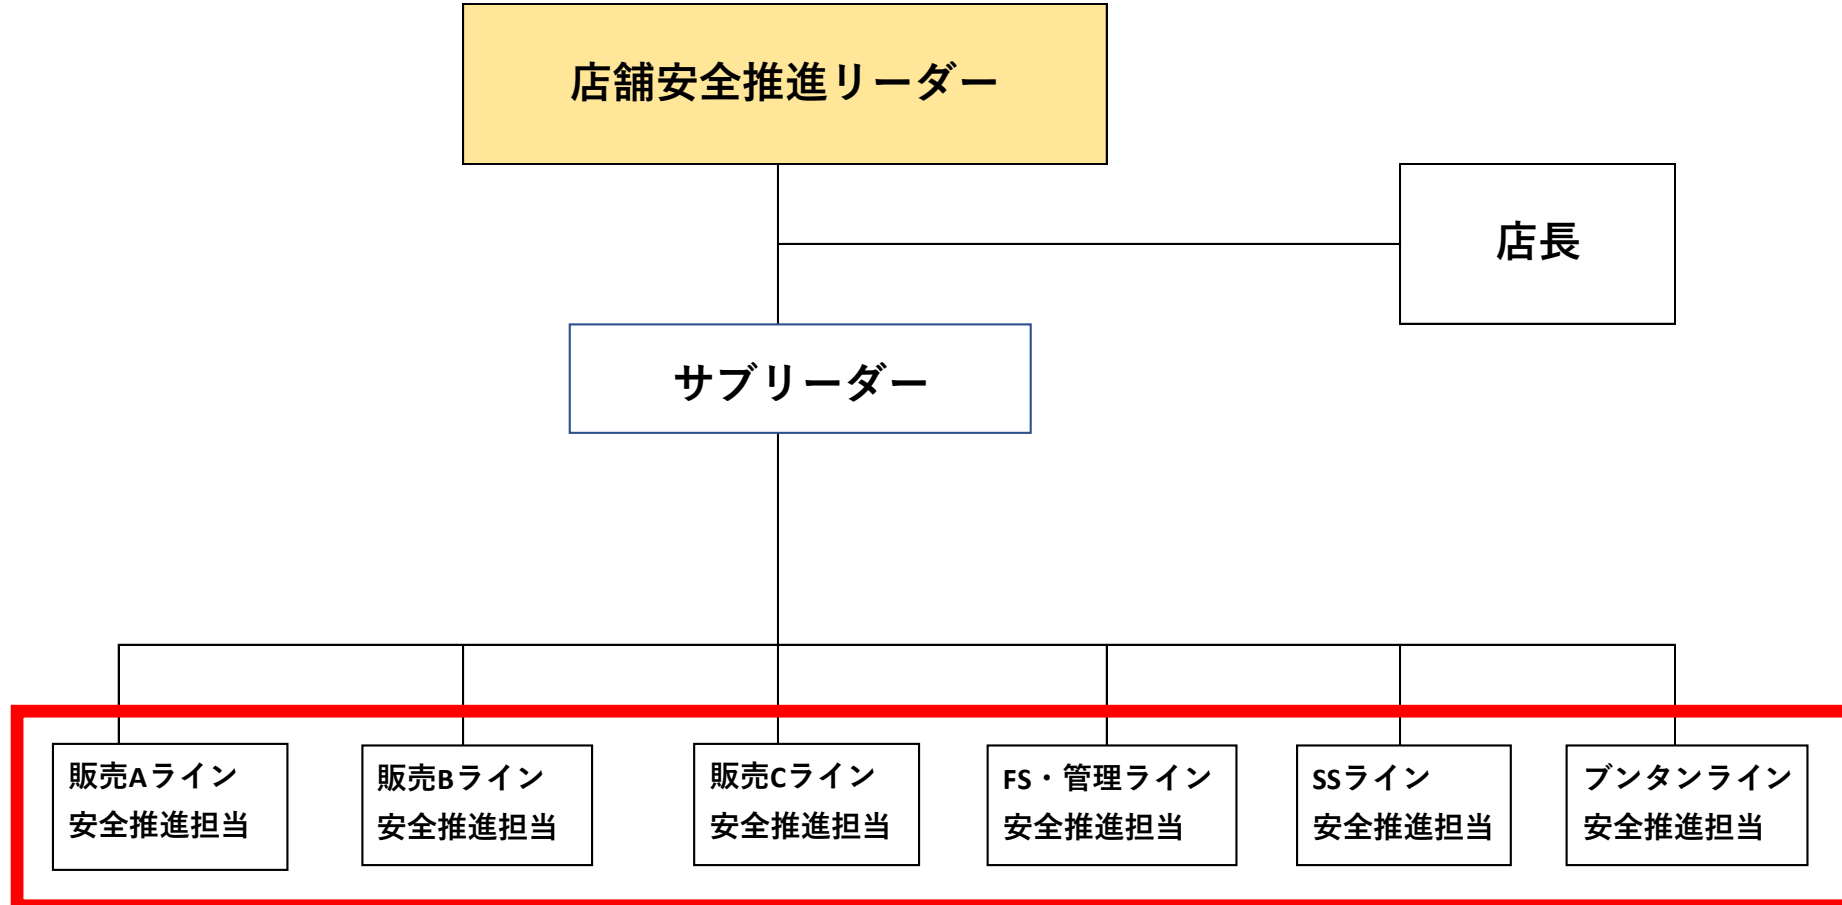 店舗安全推進リーダー
店長
サブリーダー
販売Aライン
安全推進担当
販売Bライン
安全推進担当
販売Cライン
安全推進担当
FS・管理ライン
安全推進担当
SSライン
安全推進担当
ブンタンライン
安全推進担当